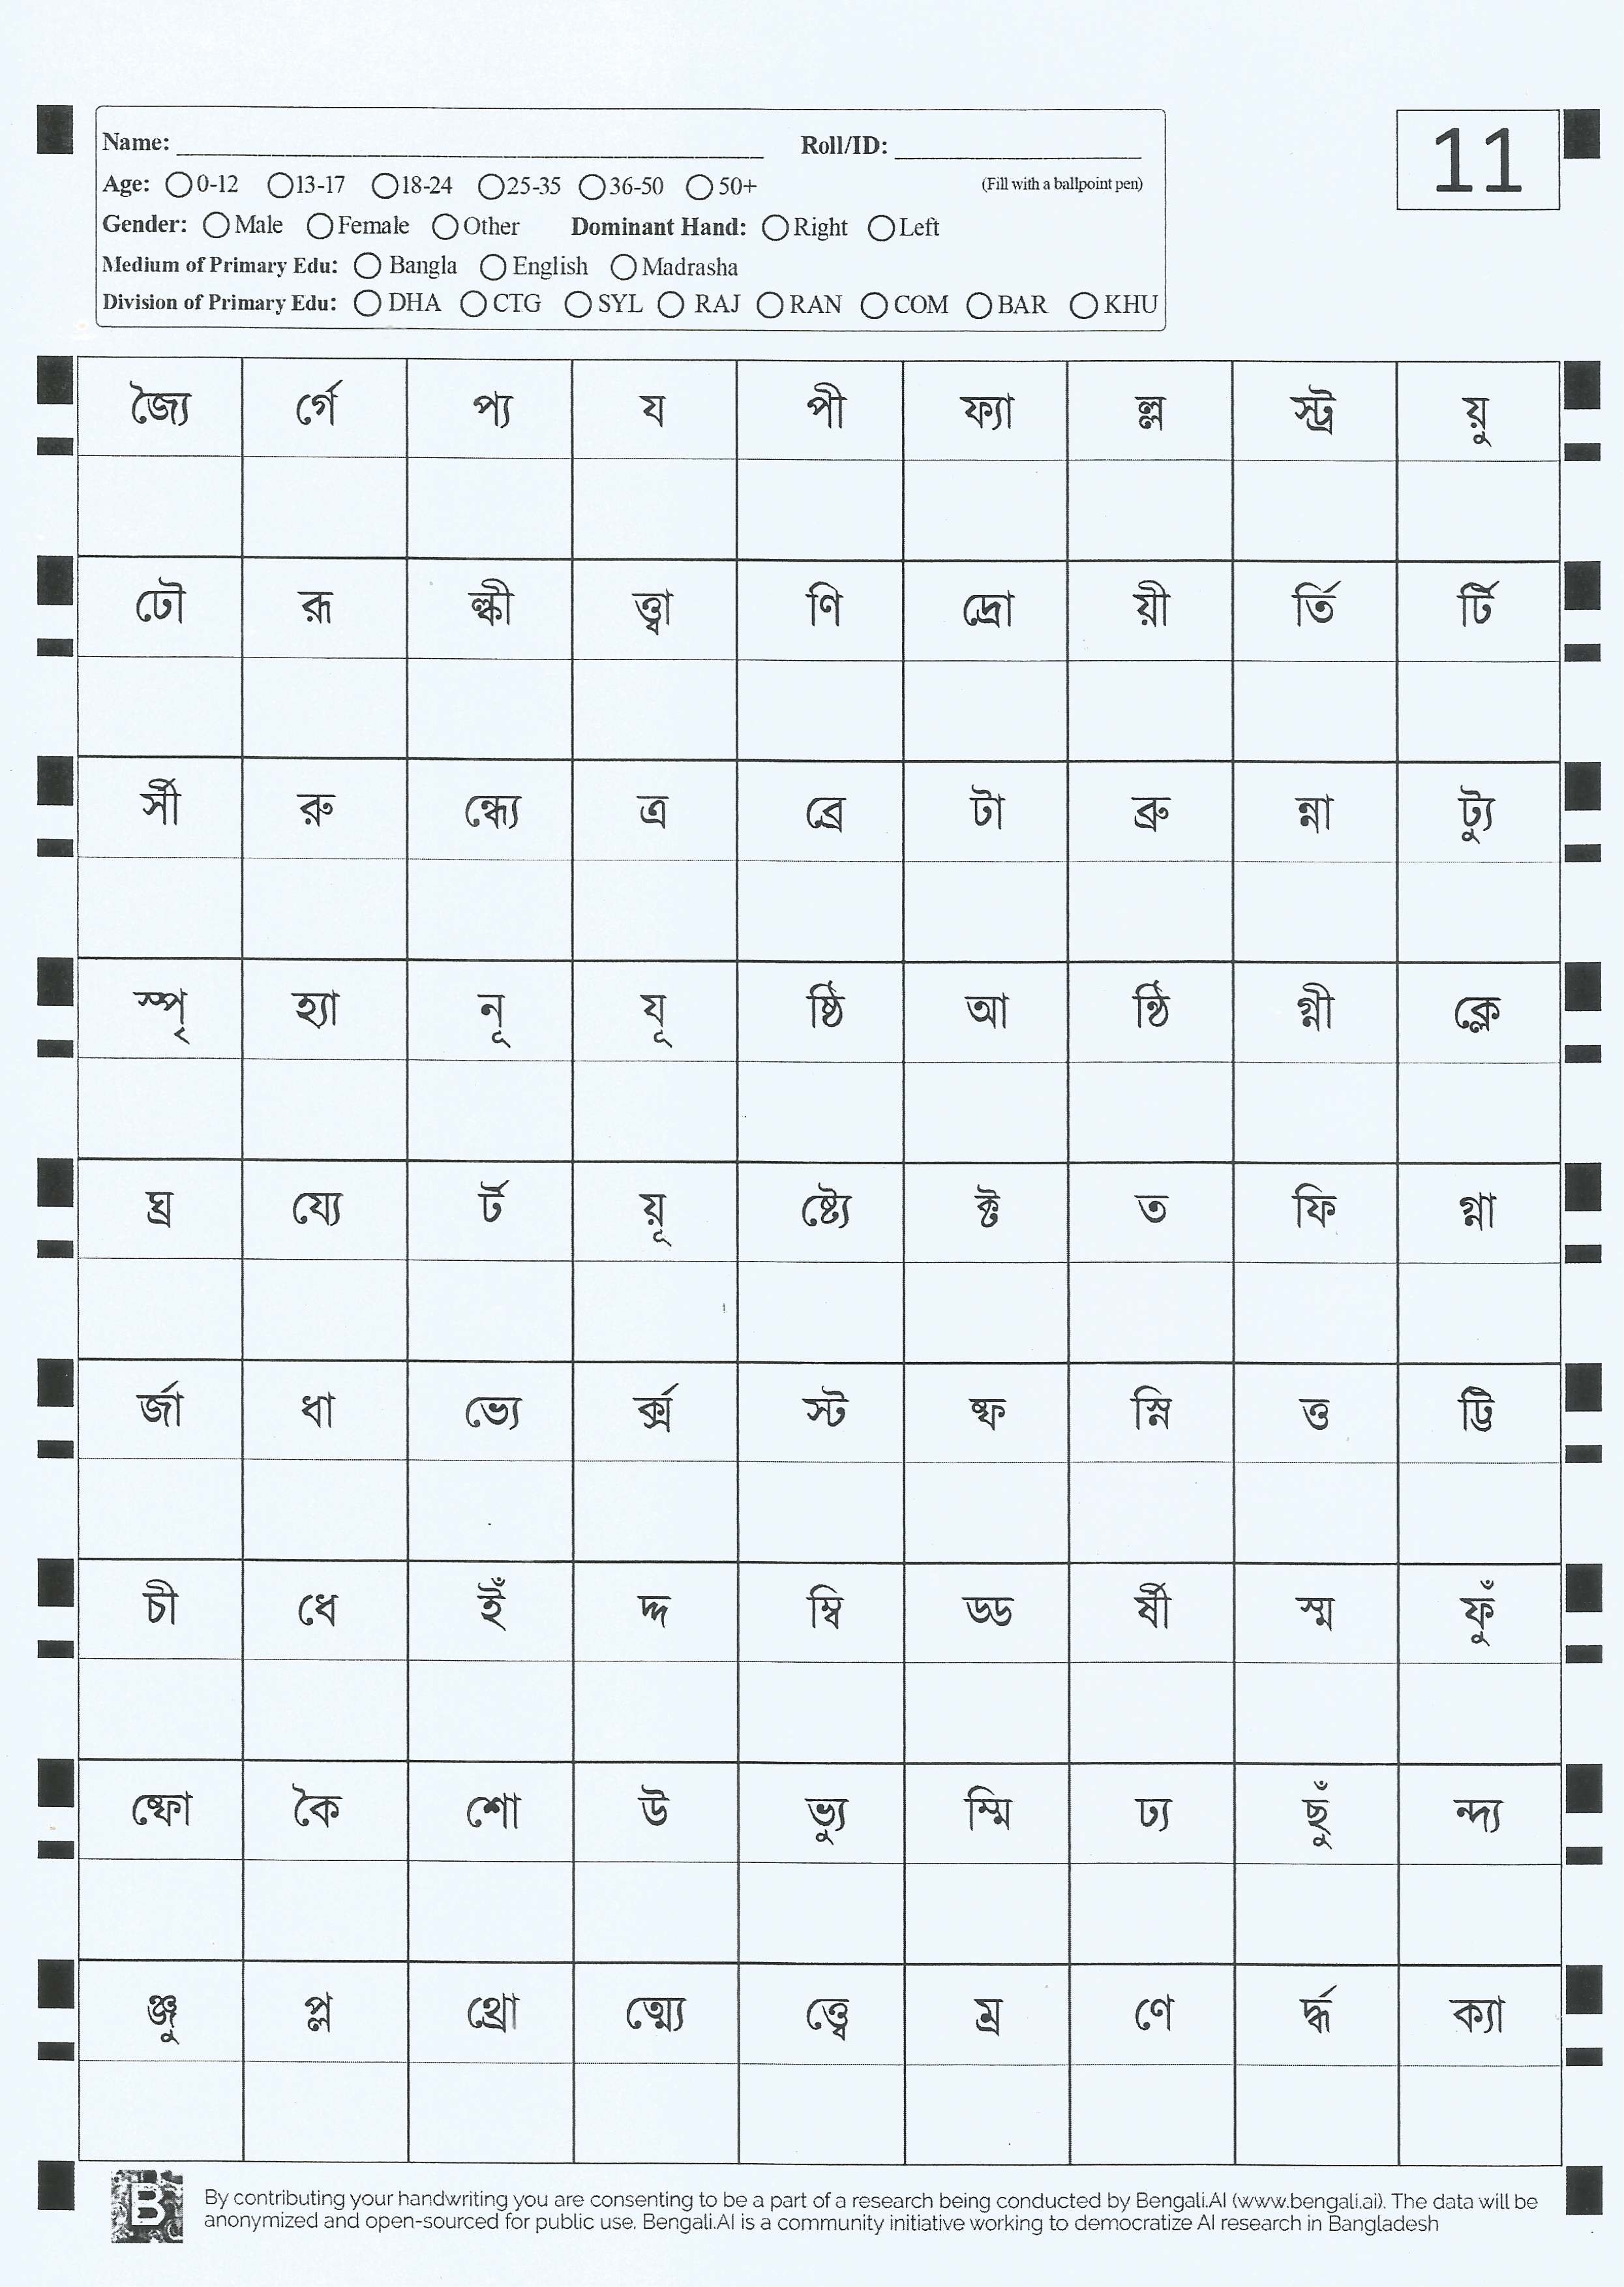 Name: Roll/ID: 11
Age: 0-12 13-17 18-24 25-35 36-50 50+ (Fill with a ballpoint pen)
Gender: Male Female Other Dominant Hand: Right Left
Medium of Primary Edu: Bangla English Madrasha
Division of Primary Edu: DHA CTG SYL RAJ RAN COM BAR KHU
জ্যৈ র্গে প্য য পী ফ্যা ল্ল স্ট্র য়ু
ঢৌ রূ ল্কী ত্ত্বা ণি দ্রো য়ী র্তি র্টি
র্সী রু ন্ধ্যে ত্র ব্রে টা ব্রু ন্না ট্যু
স্পৃ হ্যা নূ যূ ষ্ঠি আ ন্ঠি গ্নী ক্লে
ঘ্র য্যে র্ট য়ূ ষ্ট্যে ক্ট ত ফি গ্না
র্জা ধা ভ্যে র্ক্স স্ট ষ্ফ স্নি ত্ত ট্টি
চী ধে ইঁ দ্দ ম্বি ড্ড র্ষী স্ম ফুঁ
ষ্ফো কৈ শো উ ভ্যু ম্মি ঢ্য ছুঁ ন্দ্য
ঞ্জু প্ল থ্রো ত্ম্যে ত্ত্বে ম্র ণে র্দ্ধ ক্যা
B By contributing your handwriting you are consenting to be a part of a research being conducted by Bengali.AI (www.bengali.ai). The data will be
anonymized and open-sourced for public use. Bengali.AI is a community initiative working to democratize AI research in Bangladesh